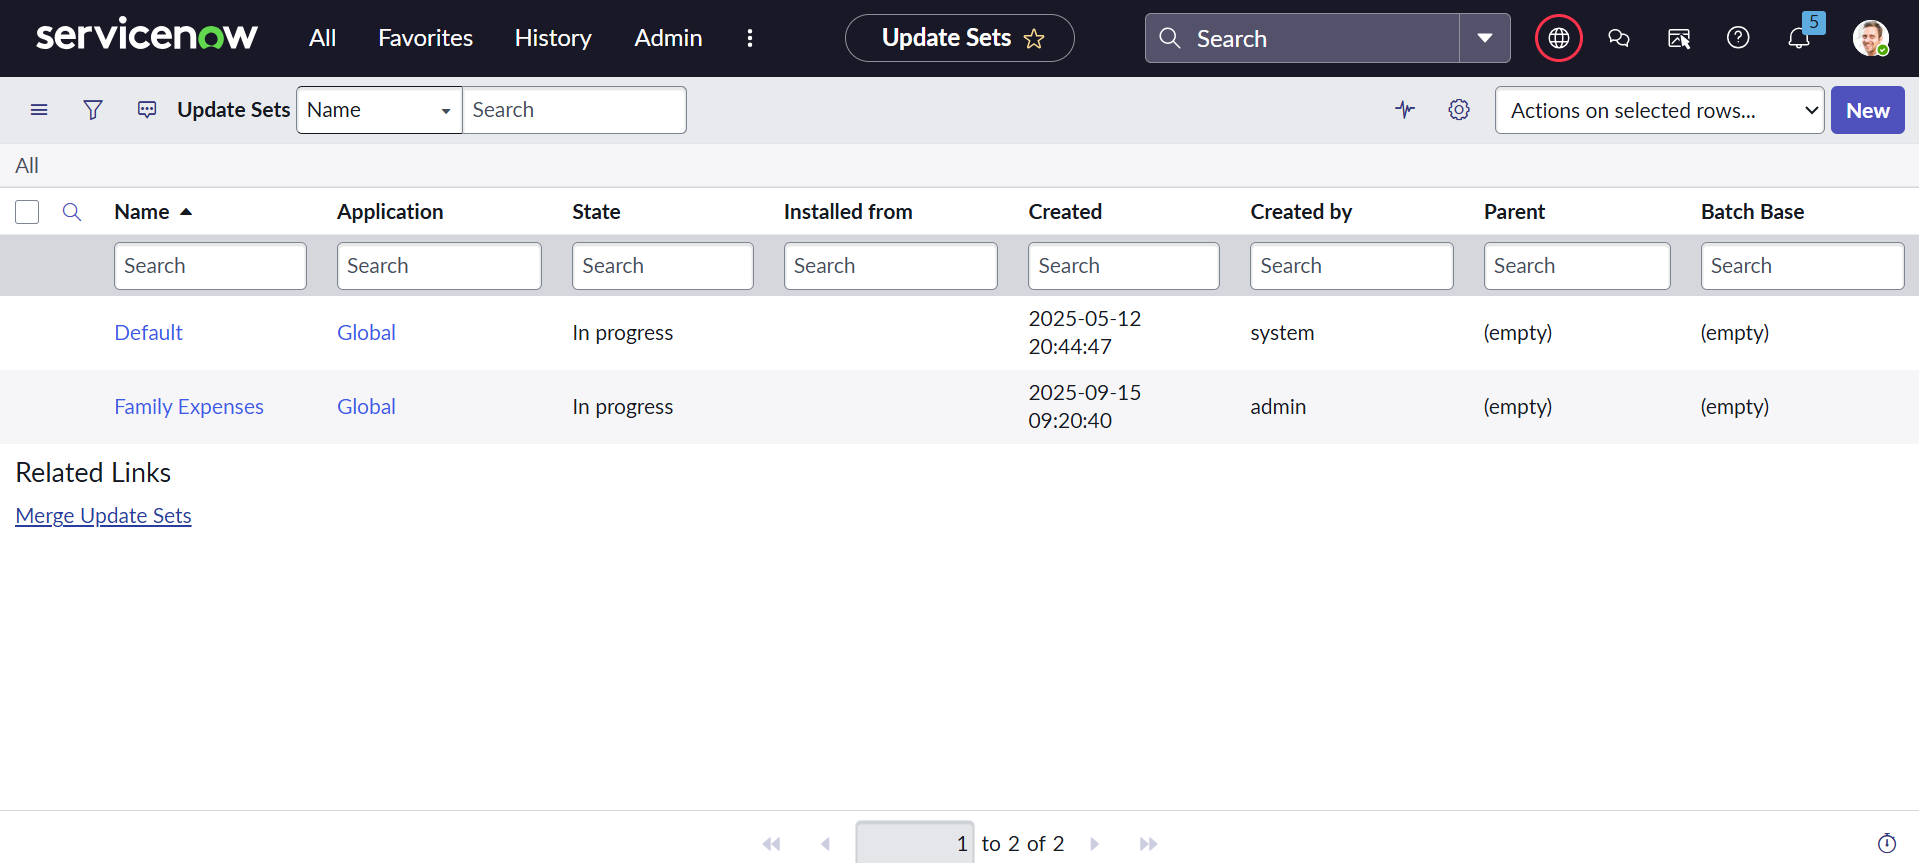 servicenow All Favorites History Admin Update Sets Search 5
Update Sets Name Search Actions on selected rows... New
All
Name Application State Installed from Created Created by Parent Batch Base
Search Search Search Search Search Search Search Search
Default Global In progress 2025-05-12 20:44:47 system (empty) (empty)
Family Expenses Global In progress 2025-09-15 09:20:40 admin (empty) (empty)
Related Links
Merge Update Sets
1 to 2 of 2